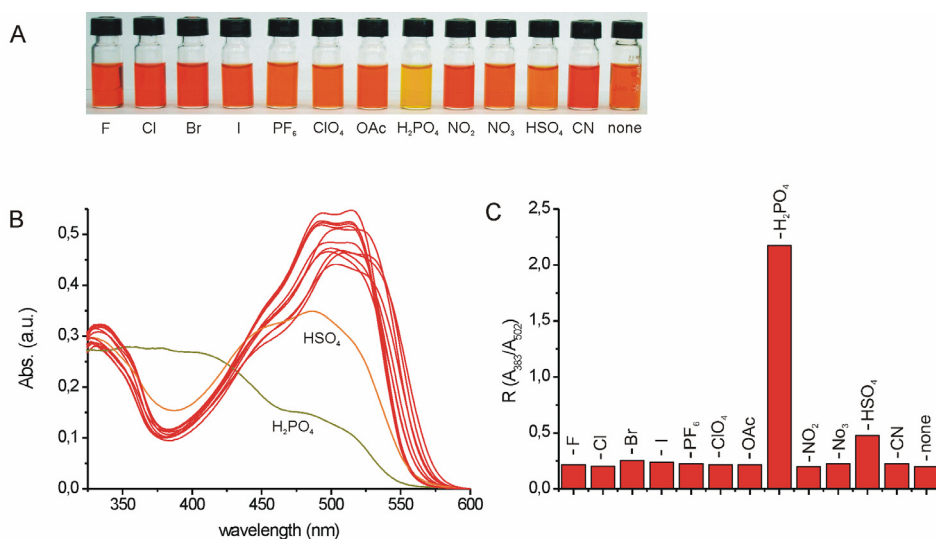 A
F Cl Br I PF₆ ClO₄ OAc H₂PO₄ NO₂ NO₃ HSO₄ CN none
B
0,5
0,4
0,3
0,2
0,1
0,0
Abs. (a.u.)
HSO₄
H₂PO₄
350 400 450 500 550 600
wavelength (nm)
C
2,5
2,0
1,5
1,0
0,5
0,0
R (A₃₈₃/A₅₀₂)
-F
-Cl
-Br
-I
-PF₆
-ClO₄
-OAc
-H₂PO₄
-NO₂
-No₃
-HSO₄
-CN
-none